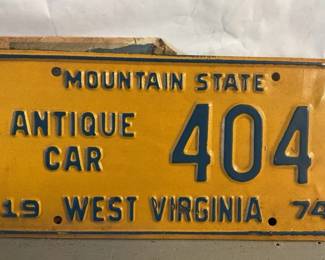 MOUNTAIN STATE
ANTIQUE CAR 404
19 WEST VIRGINIA 74